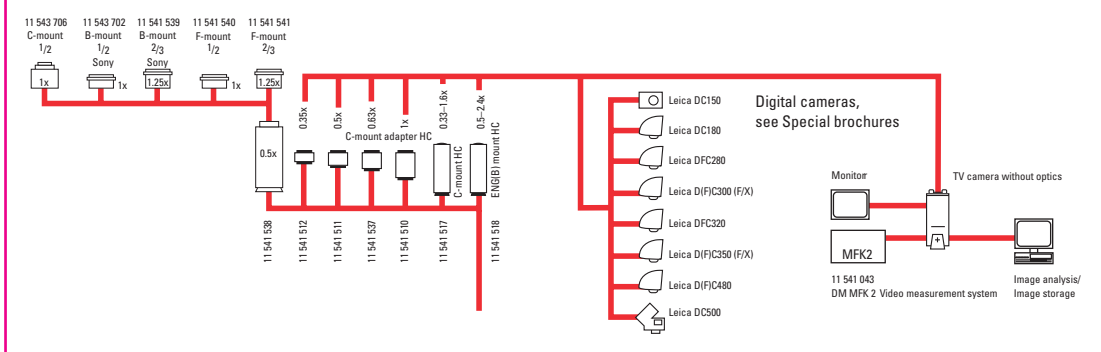 11 543 706
C-mount
1/2
1x
11 543 702
B-mount
1/2
Sony
1x
11 541 539
B-mount
2/3
Sony
1.25x
11 541 540
F-mount
1/2
1x
11 541 541
F-mount
2/3
1.25x
0.5x
0.35x
0.5x
0.63x
1x
0.33–1.6x
0.5–2.4x
C-mount adapter HC
C-mount HC
ENG(B) mount HC
11 541 538
11 541 512
11 541 511
11 541 537
11 541 510
11 541 517
11 541 518
Leica DC150
Leica DC180
Leica DFC280
Leica D(F)C300 (F/X)
Leica DFC320
Leica D(F)C350 (F/X)
Leica D(F)C480
Leica DC500
Digital cameras,
see Special brochures
Monitor
TV camera without optics
MFK2
11 541 043
DM MFK 2 Video measurement system
Image analysis/
Image storage